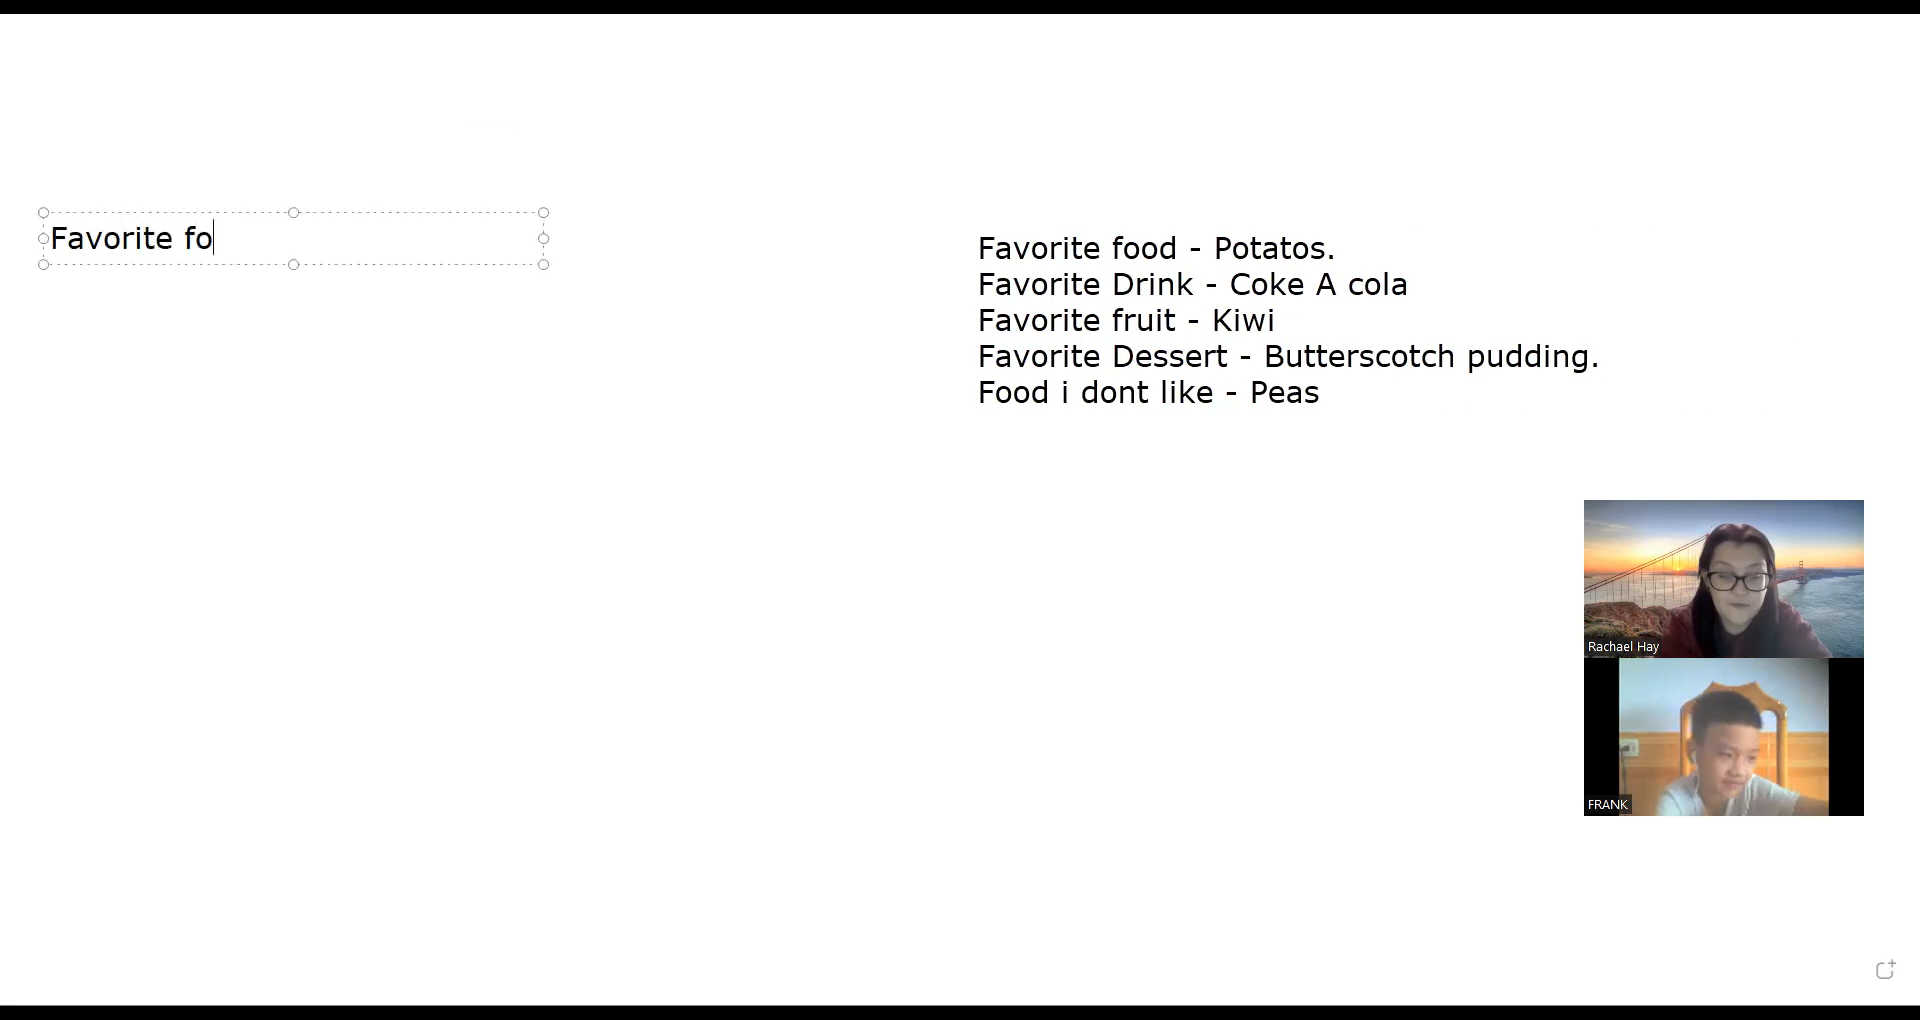 Favorite fo
Favorite food - Potatos.
Favorite Drink - Coke A cola
Favorite fruit - Kiwi
Favorite Dessert - Butterscotch pudding.
Food i dont like - Peas
Rachael Hay
FRANK